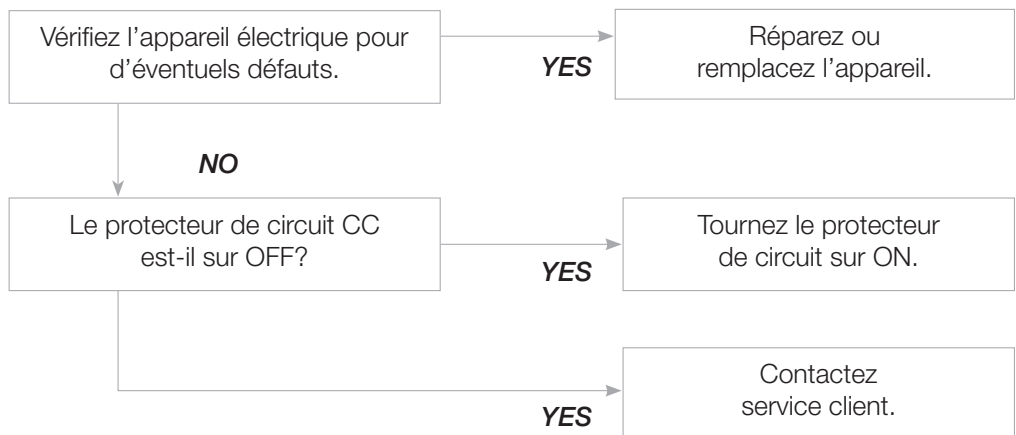 Vérifiez l’appareil électrique pour
d’éventuels défauts.
YES
Réparez ou
remplacez l’appareil.
NO
Le protecteur de circuit CC
est-il sur OFF?
YES
Tournez le protecteur
de circuit sur ON.
YES
Contactez
service client.